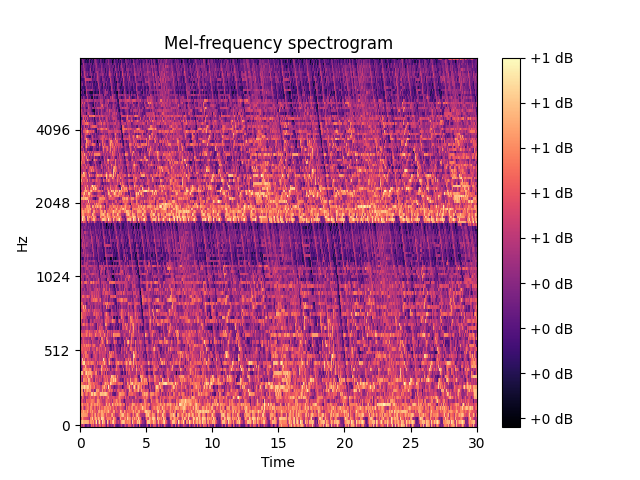 Mel-frequency spectrogram
Hz
4096
2048
1024
512
0
0 5 10 15 20 25 30
Time
+1 dB
+1 dB
+1 dB
+1 dB
+1 dB
+0 dB
+0 dB
+0 dB
+0 dB